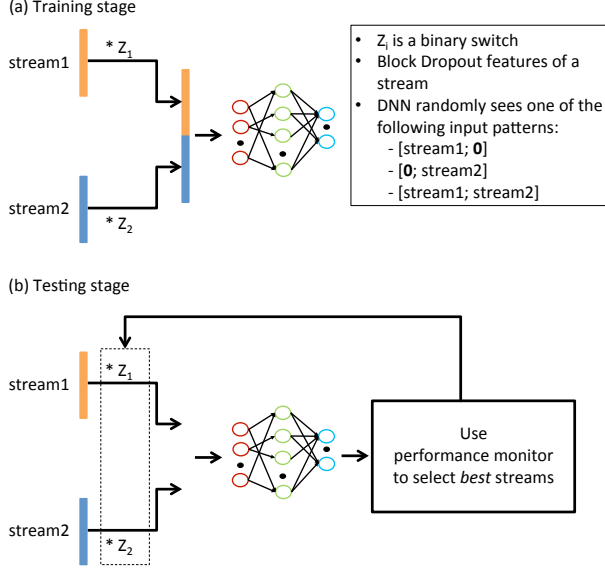 (a) Training stage
stream1
* Z₁
stream2
* Z₂
• Zᵢ is a binary switch
• Block Dropout features of a
stream
• DNN randomly sees one of the
following input patterns:
- [stream1; 0]
- [0; stream2]
- [stream1; stream2]
(b) Testing stage
stream1
* Z₁
stream2
* Z₂
Use
performance monitor
to select best streams